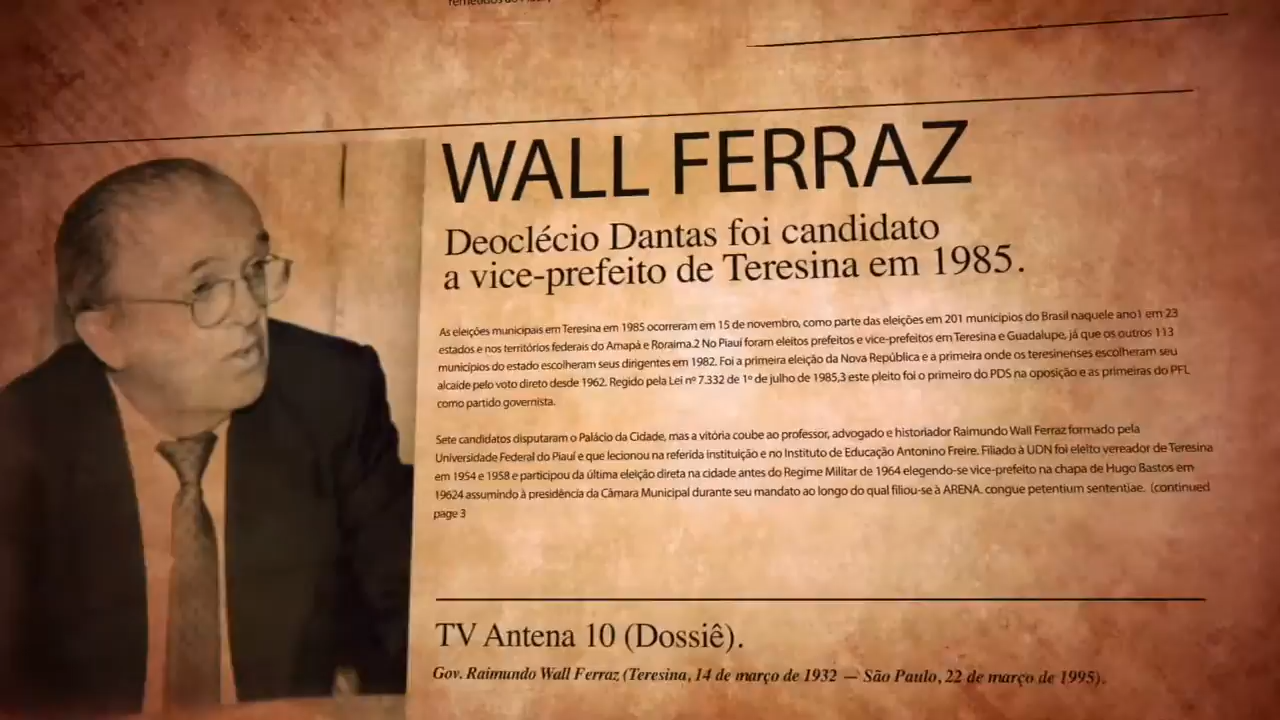 WALL FERRAZ
Deoclécio Dantas foi candidato
a vice-prefeito de Teresina em 1985.
As eleições municipais em Teresina em 1985 ocorreram em 15 de novembro, como parte das eleições em 201 municípios do Brasil naquele ano1 em 23
estados e nos territórios federais do Amapá e Roraima.2 No Piauí foram eleitos prefeitos e vice-prefeitos em Teresina e Guadalupe, já que os outros 113
municípios do estado escolheram seus dirigentes em 1982. Foi a primeira eleição da Nova República e a primeira onde os teresinenses escolheram seu
alcaide pelo voto direto desde 1962. Regido pela Lei nº 7.332 de 1º de julho de 1985,3 este pleito foi o primeiro do PDS na oposição e as primeiras do PFL
como partido governista.
Sete candidatos disputaram o Palácio da Cidade, mas a vitória coube ao professor, advogado e historiador Raimundo Wall Ferraz formado pela
Universidade Federal do Piauí e que lecionou na referida instituição e no Instituto de Educação Antonino Freire. Filiado à UDN foi eleito vereador de Teresina
em 1954 e 1958 e participou da última eleição direta na cidade antes do Regime Militar de 1964 elegendo-se vice-prefeito na chapa de Hugo Bastos em
19624 assumindo à presidência da Câmara Municipal durante seu mandato ao longo do qual filiou-se à ARENA. congue petentium sententiae. (continued
page 3
TV Antena 10 (Dossiê).
Gov. Raimundo Wall Ferraz (Teresina, 14 de março de 1932 — São Paulo, 22 de março de 1995).